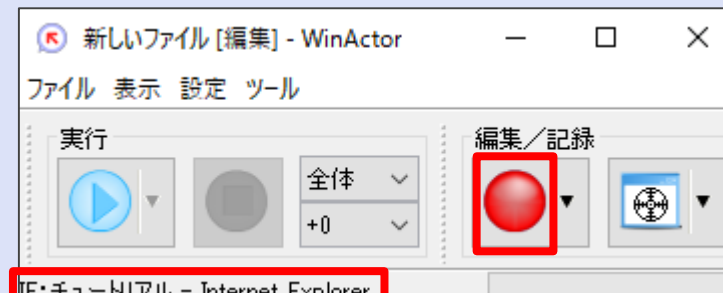 新しいファイル [編集] - WinActor
ファイル 表示 設定 ツール
実行
編集／記録
全体
+0
IE:チュートリアル - Internet Explorer